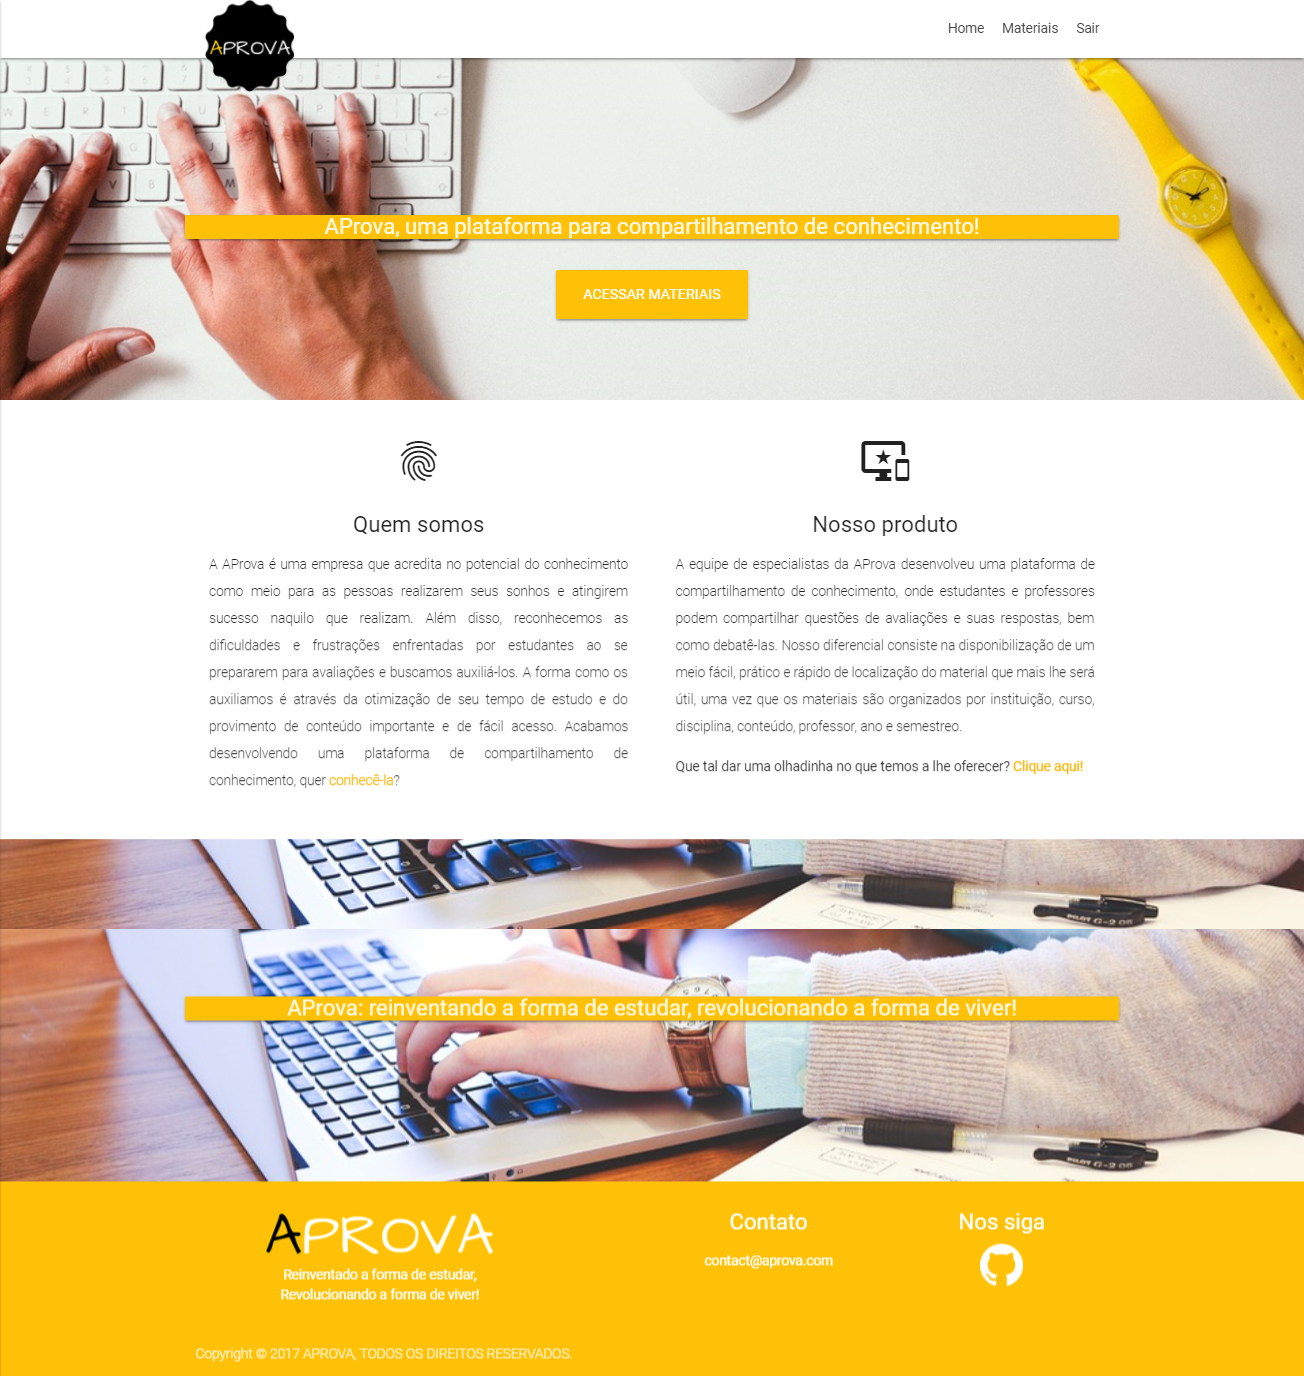 APROVA
Home Materiais Sair
AProva, uma plataforma para compartilhamento de conhecimento!
ACESSAR MATERIAIS
Quem somos
A AProva é uma empresa que acredita no potencial do conhecimento
como meio para as pessoas realizarem seus sonhos e atingirem
sucesso naquilo que realizam. Além disso, reconhecemos as
dificuldades e frustrações enfrentadas por estudantes ao se
prepararem para avaliações e buscamos auxiliá-los. A forma como os
auxiliamos é através da otimização de seu tempo de estudo e do
provimento de conteúdo importante e de fácil acesso. Acabamos
desenvolvendo uma plataforma de compartilhamento de
conhecimento, quer conhecê-la?
Nosso produto
A equipe de especialistas da AProva desenvolveu uma plataforma de
compartilhamento de conhecimento, onde estudantes e professores
podem compartilhar questões de avaliações e suas respostas, bem
como debatê-las. Nosso diferencial consiste na disponibilização de um
meio fácil, prático e rápido de localização do material que mais lhe será
útil, uma vez que os materiais são organizados por instituição, curso,
disciplina, conteúdo, professor, ano e semestreo.
Que tal dar uma olhadinha no que temos a lhe oferecer? Clique aqui!
PILOT G-2 05
AProva: reinventando a forma de estudar, revolucionando a forma de viver!
PILOT G-2 05
APROVA
Reinventado a forma de estudar,
Revolucionando a forma de viver!
Contato
contact@aprova.com
Nos siga
Copyright © 2017 APROVA, TODOS OS DIREITOS RESERVADOS.